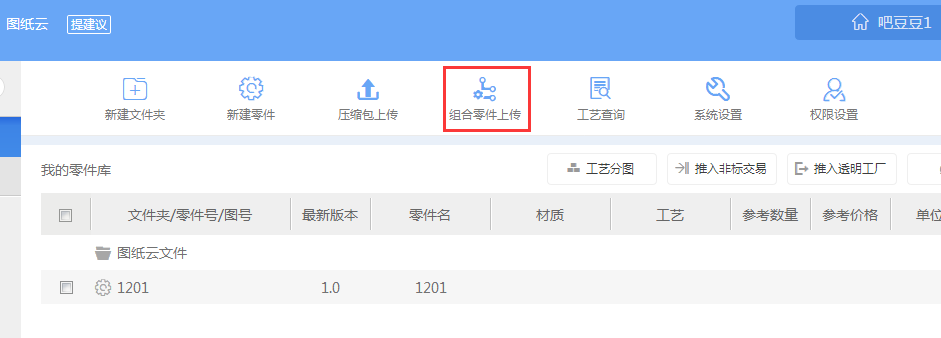 图纸云 提建议 吧豆豆1
新建文件夹 新建零件 压缩包上传 组合零件上传 工艺查询 系统设置 权限设置
我的零件库 工艺分图 推入非标交易 推入透明工厂
文件夹/零件号/图号 最新版本 零件名 材质 工艺 参考数量 参考价格 单位
图纸云文件
1201 1.0 1201